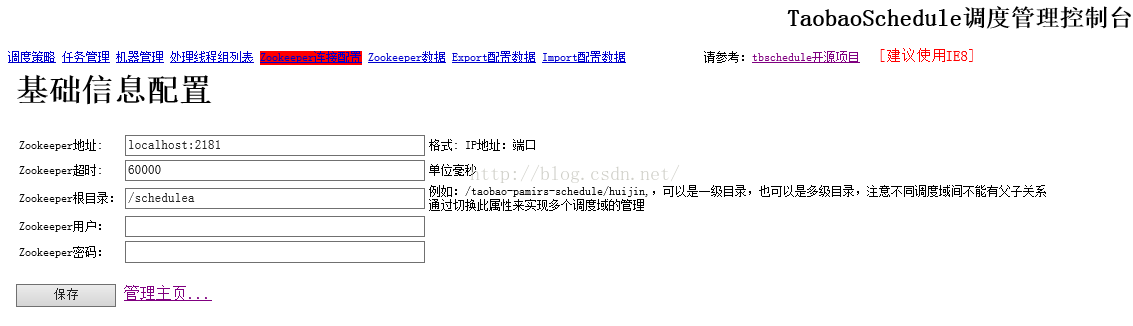 TaobaoSchedule调度管理控制台
调度策略 任务管理 机器管理 处理线程组列表 Zookeeper连接配置 Zookeeper数据 Export配置数据 Import配置数据 请参考：tbschedule开源项目 [建议使用IE8]
基础信息配置
Zookeeper地址: localhost:2181 格式: IP地址：端口
Zookeeper超时: 60000 单位毫秒
http://blog.csdn.net/
Zookeeper根目录: /schedulea 例如：/taobao-pamirs-schedule/huijin,，可以是一级目录，也可以是多级目录，注意不同调度域间不能有父子关系
通过切换此属性来实现多个调度域的管理
Zookeeper用户:
Zookeeper密码:
保存 管理主页...